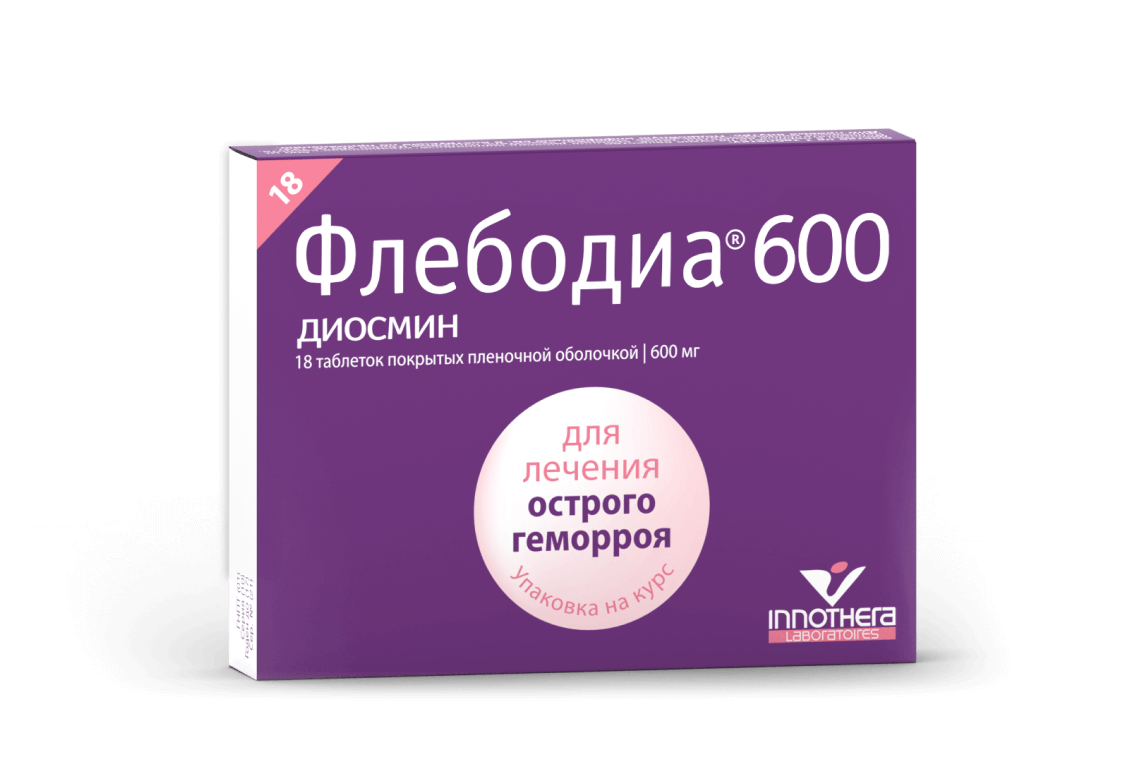 18
Флебодиа® 600
диосмин
18 таблеток покрытых пленочной оболочкой | 600 мг
для
лечения
острого
геморроя
Упаковка на курс
INNOTHERA
LABORATOIRES